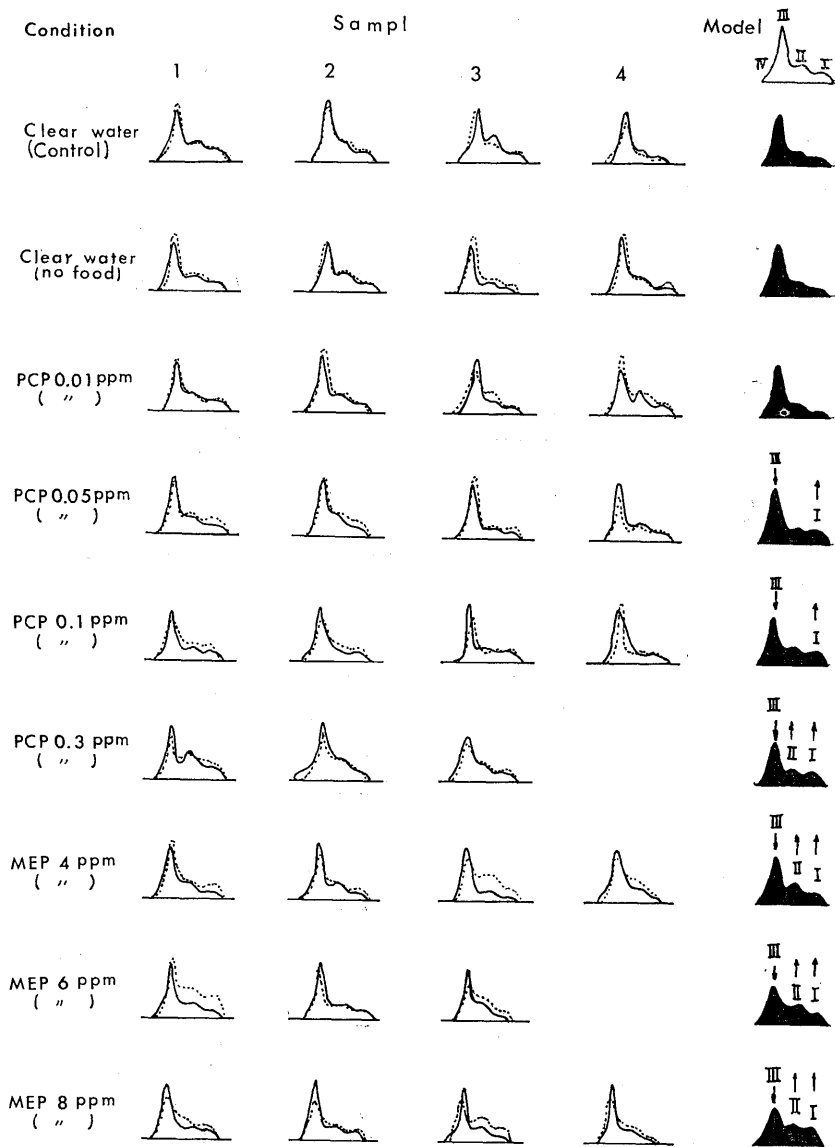 Condition Sampl Model III
IV II I
1 2 3 4
Clear water
(Control)
Clear water
(no food)
PCP 0.01 ppm
( 〃 )
PCP 0.05 ppm III
( 〃 ) I
PCP 0.1 ppm III
( 〃 ) I
PCP 0.3 ppm III
( 〃 ) II I
MEP 4 ppm III
( 〃 ) II I
MEP 6 ppm III
( 〃 ) II I
MEP 8 ppm III
( 〃 ) II I